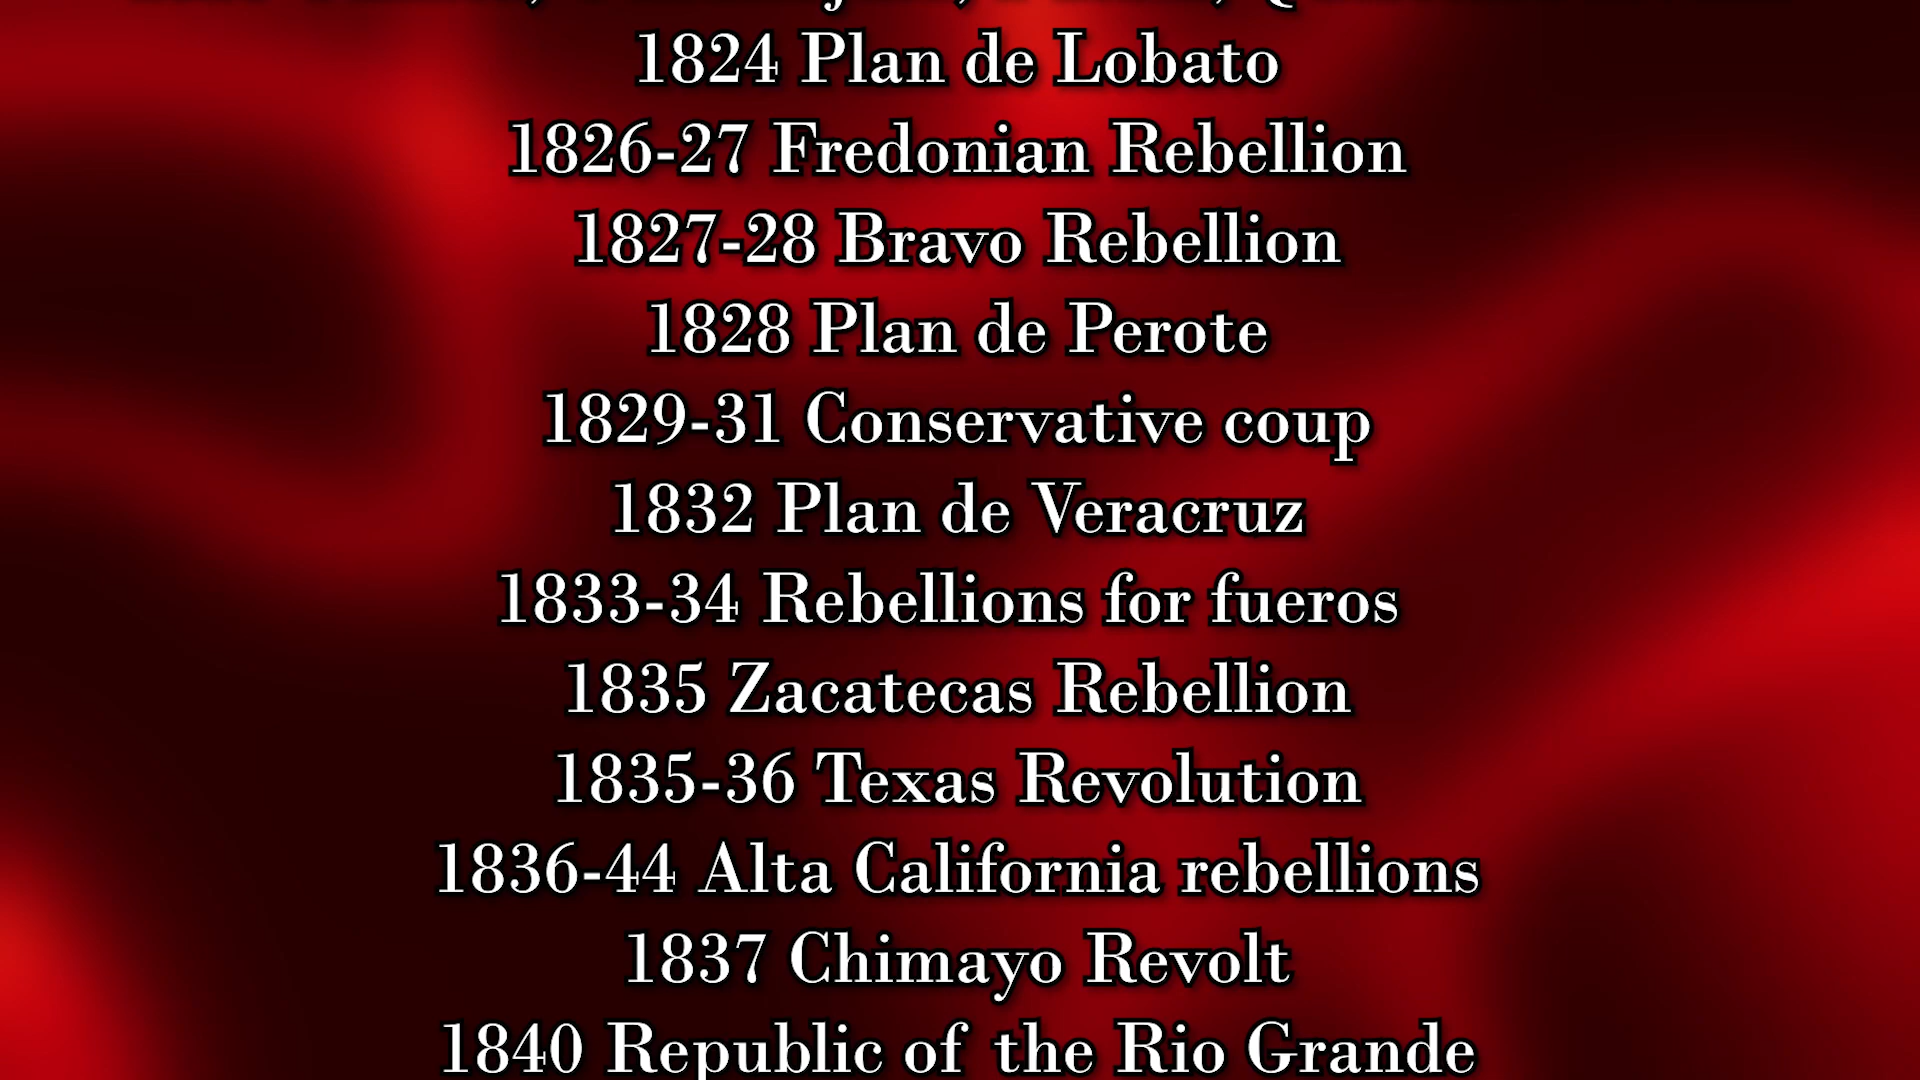 1824 Plan de Lobato
1826-27 Fredonian Rebellion
1827-28 Bravo Rebellion
1828 Plan de Perote
1829-31 Conservative coup
1832 Plan de Veracruz
1833-34 Rebellions for fueros
1835 Zacatecas Rebellion
1835-36 Texas Revolution
1836-44 Alta California rebellions
1837 Chimayo Revolt
1840 Republic of the Rio Grande